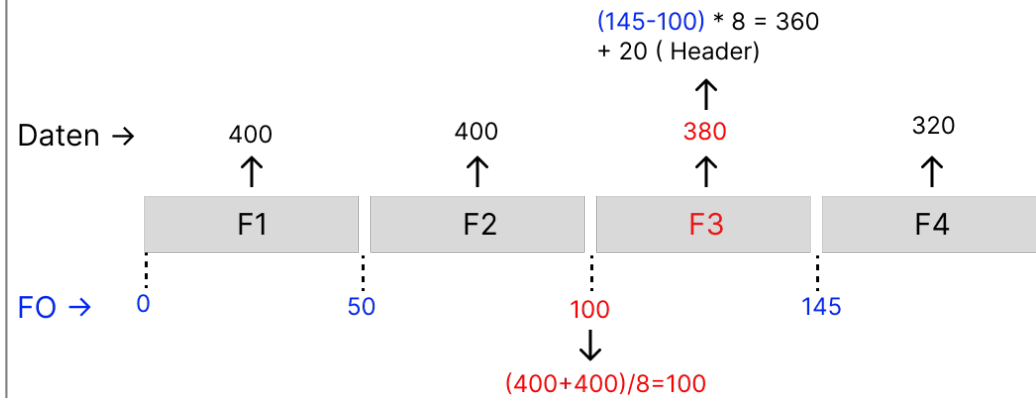 (145-100) * 8 = 360
+ 20 ( Header)
Daten → 400 400 380 320
F1 F2 F3 F4
FO → 0 50 100 145
(400+400)/8=100